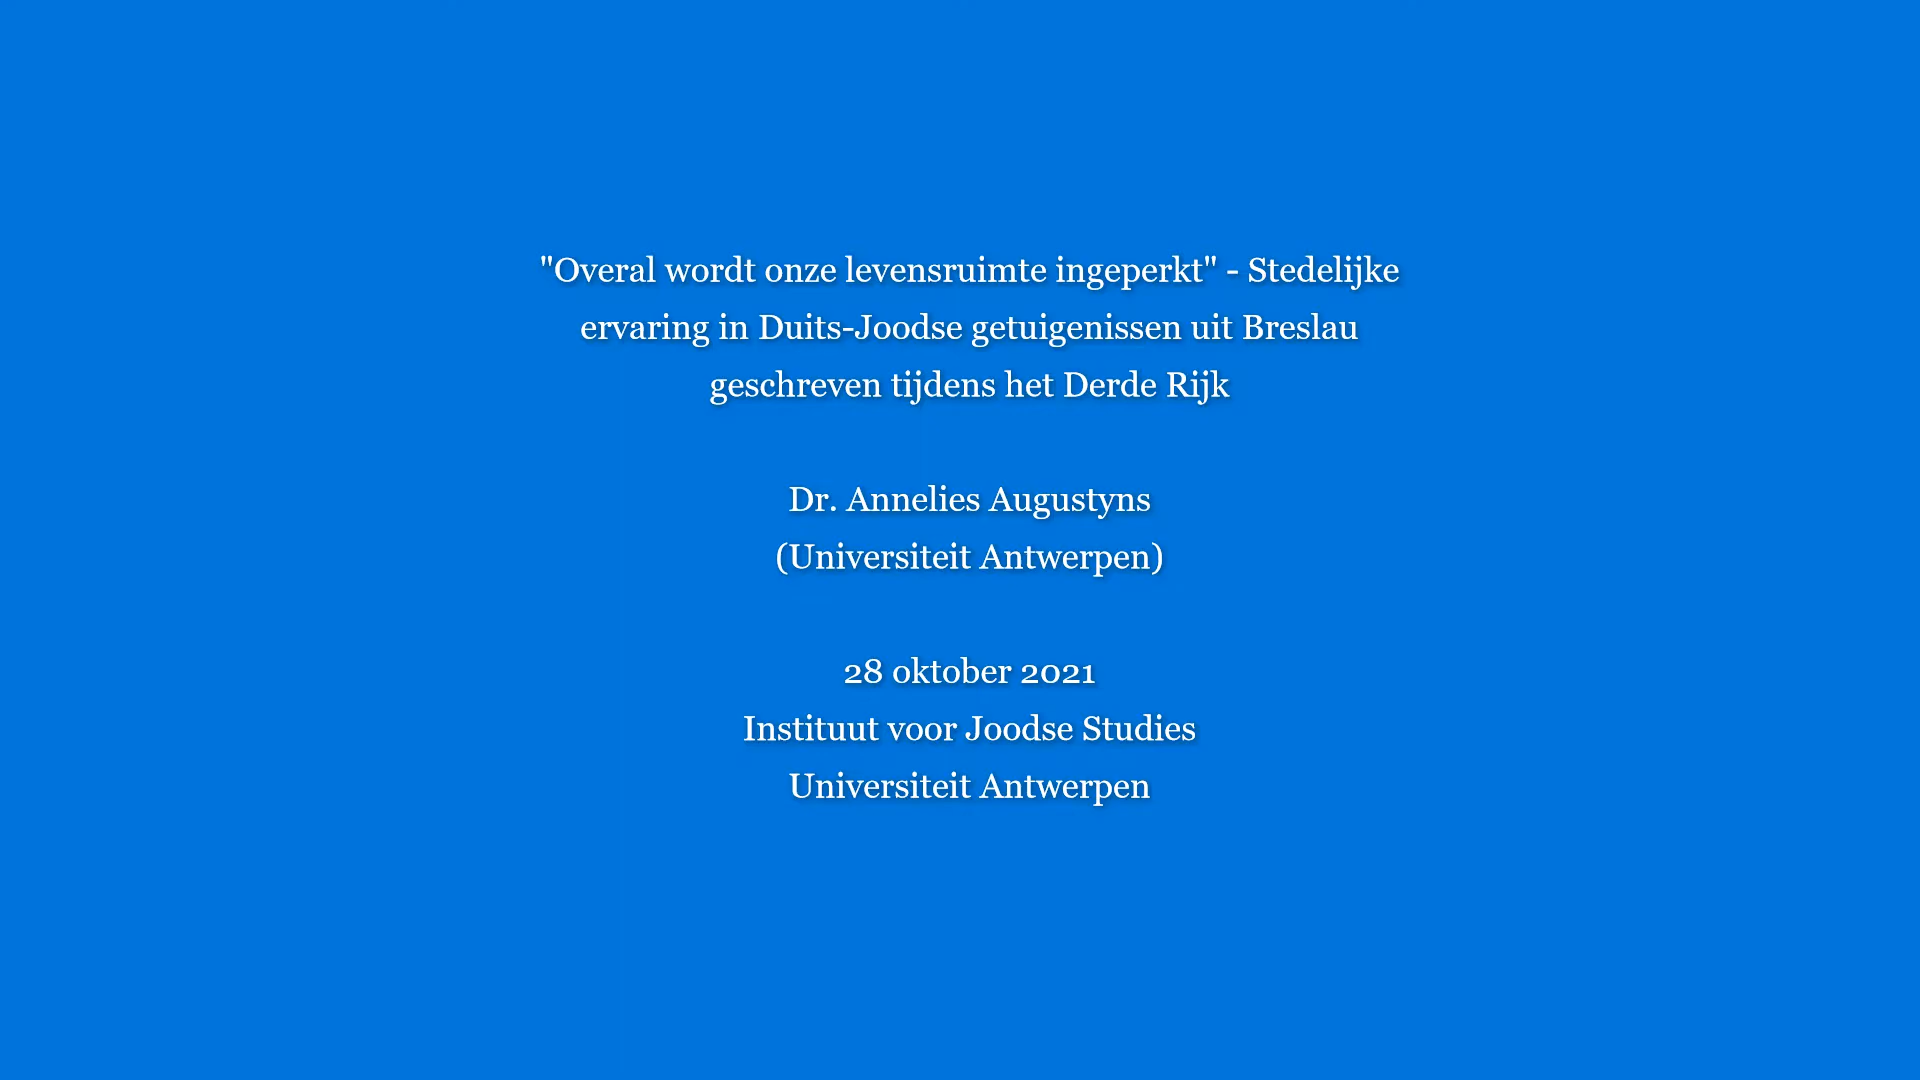 "Overal wordt onze levensruimte ingeperkt" - Stedelijke
ervaring in Duits-Joodse getuigenissen uit Breslau
geschreven tijdens het Derde Rijk
Dr. Annelies Augustyns
(Universiteit Antwerpen)
28 oktober 2021
Instituut voor Joodse Studies
Universiteit Antwerpen